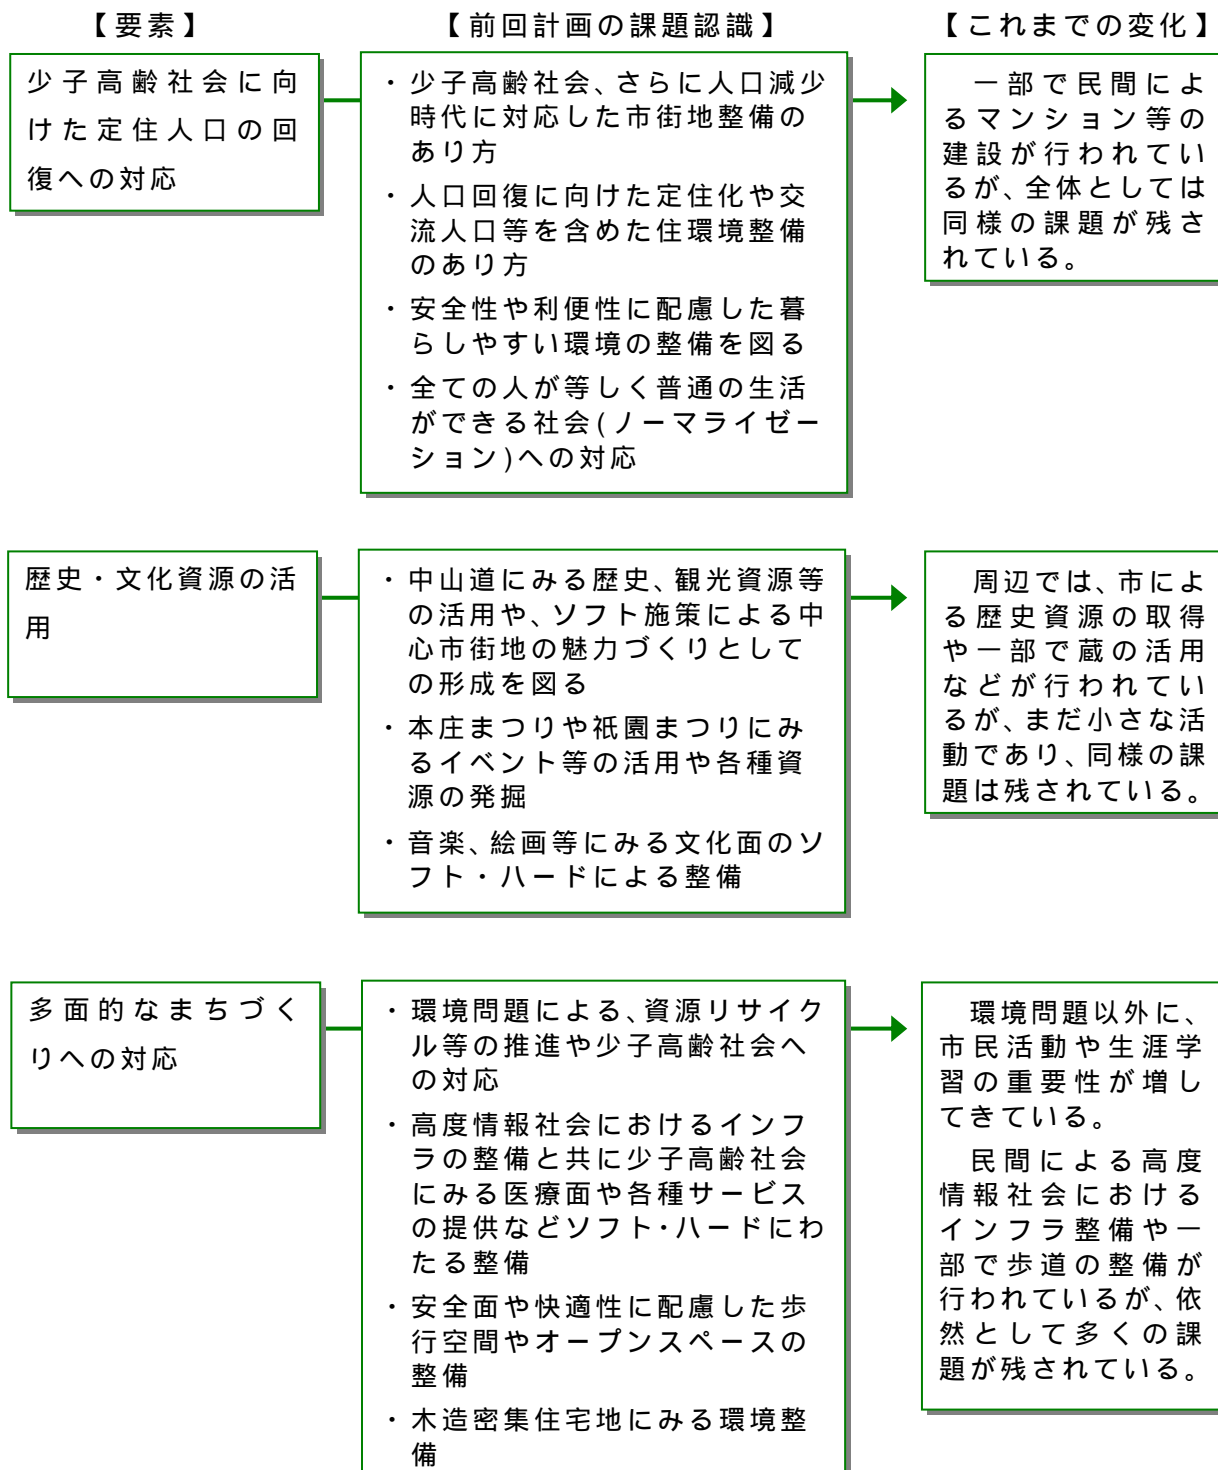 【要素】
【前回計画の課題認識】
【これまでの変化】
少子高齢社会に向
けた定住人口の回
復への対応
・少子高齢社会、さらに人口減少
時代に対応した市街地整備の
あり方
・人口回復に向けた定住化や交
流人口等を含めた住環境整備
のあり方
・安全性や利便性に配慮した暮
らしやすい環境の整備を図る
・全ての人が等しく普通の生活
ができる社会(ノーマライゼー
ション)への対応
一部で民間によ
るマンション等の
建設が行われてい
るが、全体としては
同様の課題が残さ
れている。
歴史・文化資源の活
用
・中山道にみる歴史、観光資源等
の活用や、ソフト施策による中
心市街地の魅力づくりとして
の形成を図る
・本庄まつりや祇園まつりにみ
るイベント等の活用や各種資
源の発掘
・音楽、絵画等にみる文化面のソ
フト・ハードによる整備
周辺では、市によ
る歴史資源の取得
や一部で蔵の活用
などが行われてい
るが、まだ小さな活
動であり、同様の課
題は残されている。
多面的なまちづく
りへの対応
・環境問題による、資源リサイク
ル等の推進や少子高齢社会へ
の対応
・高度情報社会におけるインフ
ラの整備と共に少子高齢社会
にみる医療面や各種サービス
の提供などソフト・ハードにわ
たる整備
・安全面や快適性に配慮した歩
行空間やオープンスペースの
整備
・木造密集住宅地にみる環境整
備
環境問題以外に、
市民活動や生涯学
習の重要性が増し
てきている。
民間による高度
情報社会における
インフラ整備や一
部で歩道の整備が
行われているが、依
然として多くの課
題が残されている。